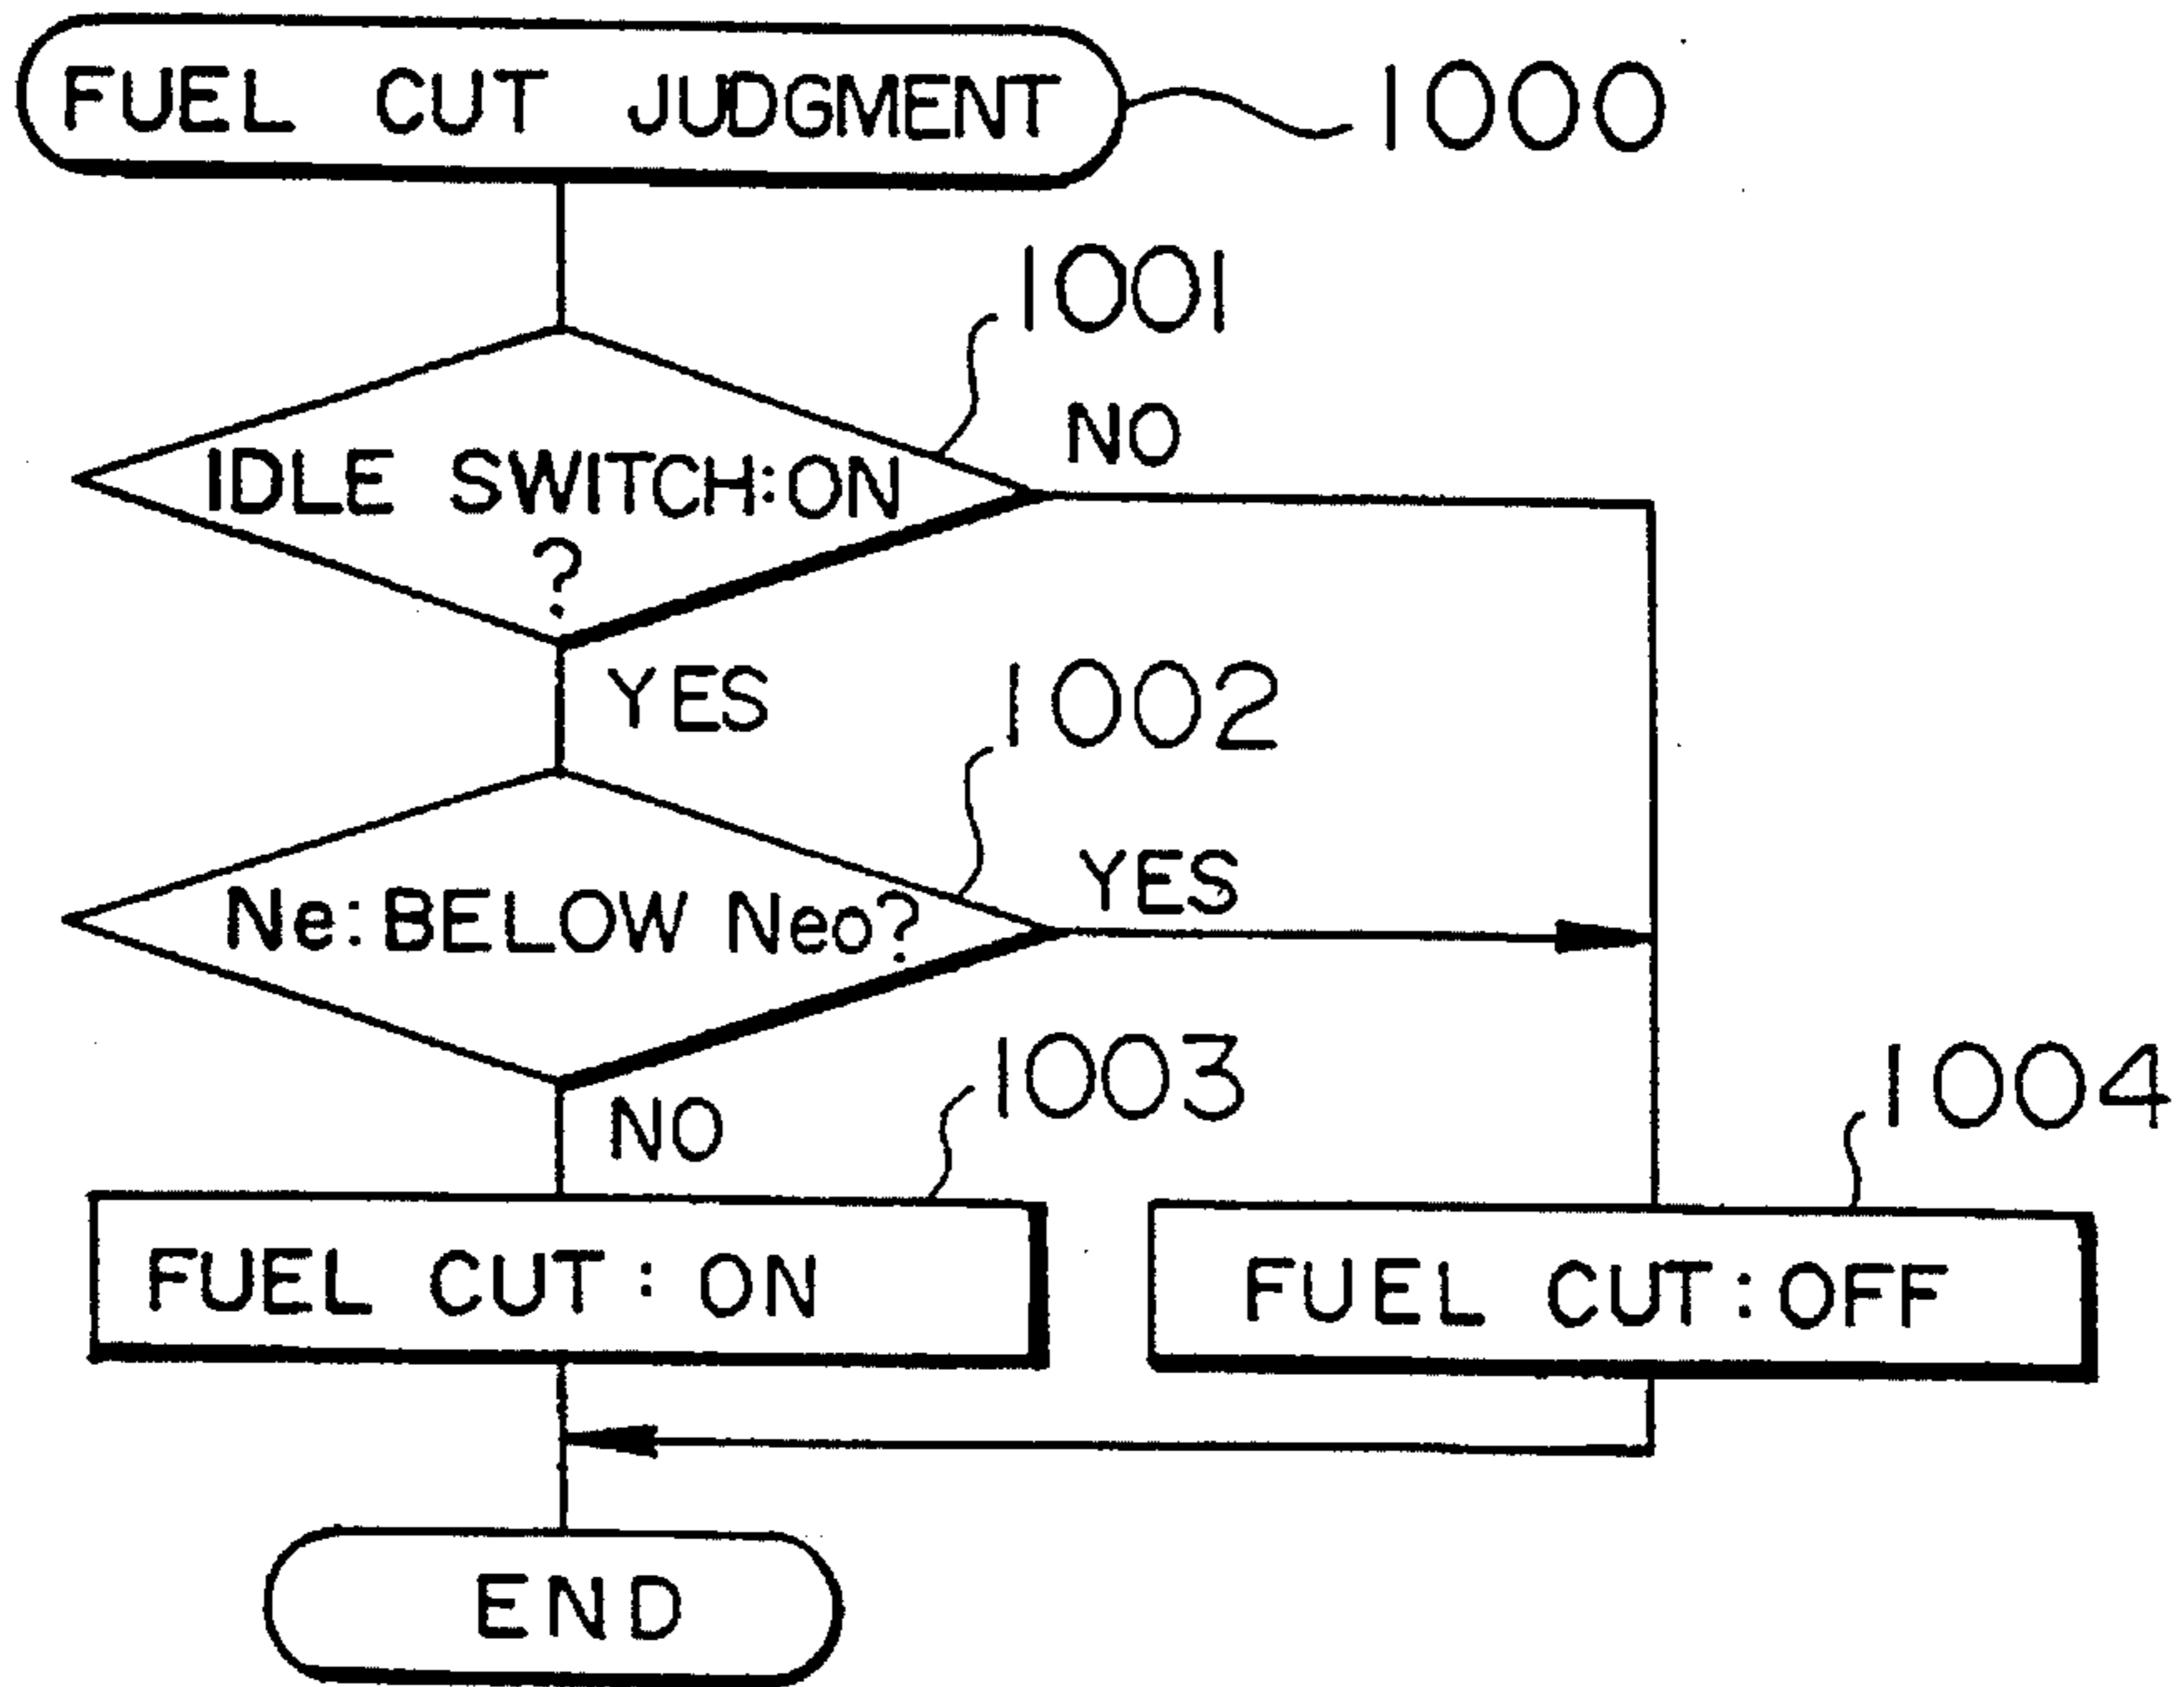 FUEL CUT JUDGMENT
1000
1001
NO
IDLE SWITCH:ON
?
YES
1002
YES
Ne:BELOW Neo?
NO
1003
1004
FUEL CUT: ON
FUEL CUT:OFF
END